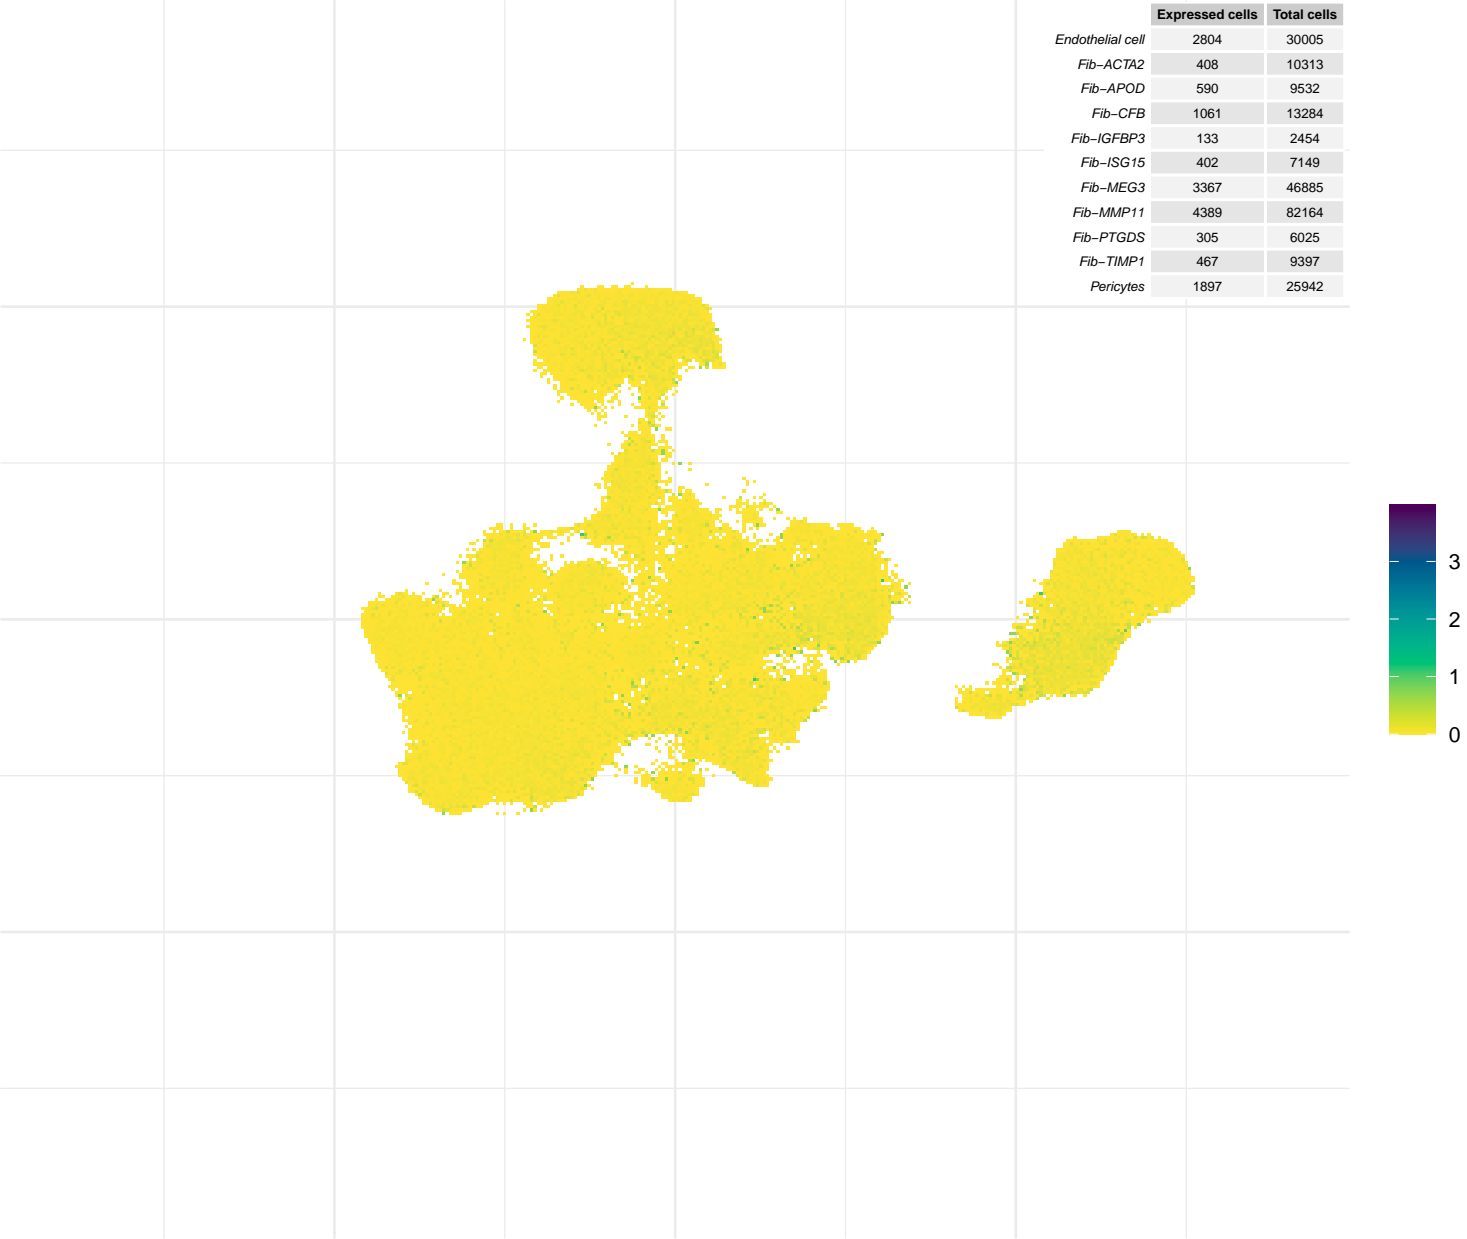 Expressed cells Total cells
Endothelial cell 2804 30005
Fib−ACTA2 408 10313
Fib−APOD 590 9532
Fib−CFB 1061 13284
Fib−IGFBP3 133 2454
Fib−ISG15 402 7149
Fib−MEG3 3367 46885
Fib−MMP11 4389 82164
Fib−PTGDS 305 6025
Fib−TIMP1 467 9397
Pericytes 1897 25942
3
2
1
0